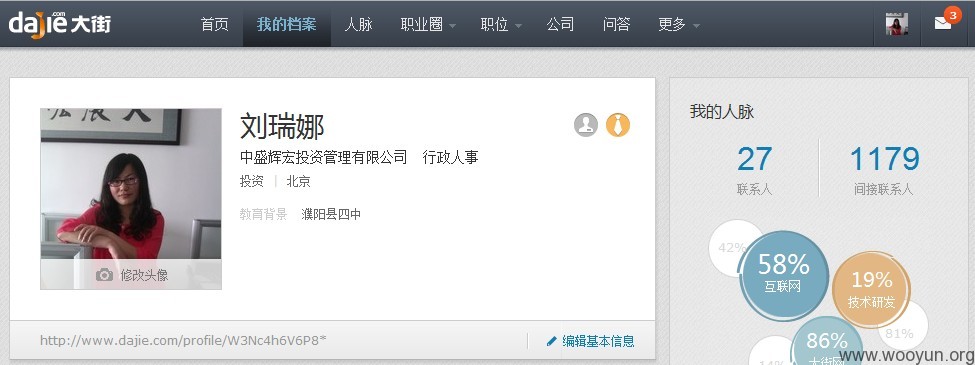 dajie.com 大街 首页 我的档案 人脉 职业圈 职位 公司 问答 更多 3
刘瑞娜
中盛辉宏投资管理有限公司 行政人事
投资 | 北京
教育背景 濮阳县四中
修改头像
http://www.dajie.com/profile/W3Nc4h6V6P8* 编辑基本信息
我的人脉
27 1179
联系人 间接联系人
42%
58%
互联网
19%
技术研发
81%
86%
大街网
14%
www.wooyun.org